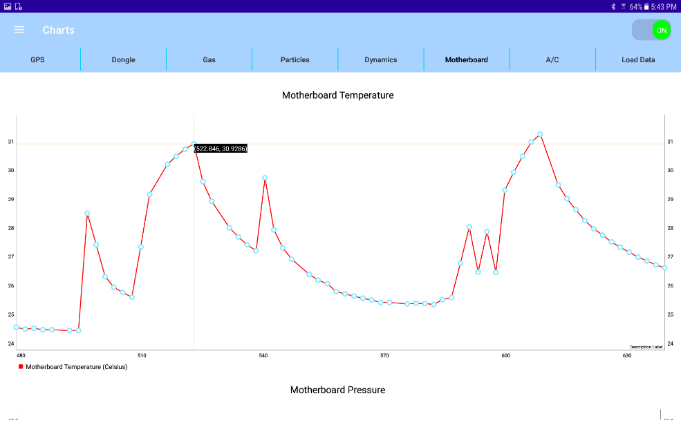 64% 5:43 PM
Charts
ON
GPS Dongle Gas Particles Dynamics Motherboard A/C Load Data
Motherboard Temperature
31 31
(522.846, 30.9286)
30 30
29 29
28 28
27 27
26 26
25 25
24 24
Description Label
480 510 540 570 600 630
Motherboard Temperature (Celsius)
Motherboard Pressure